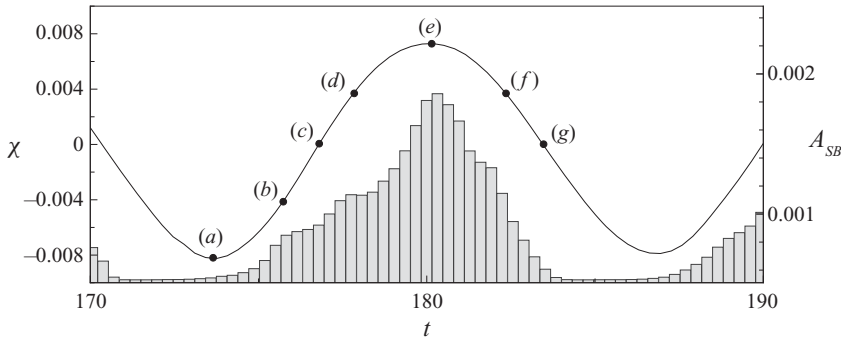 0.008
(e)
(d)
(f)
0.004
0.002
(c)
(g)
χ
0
A_SB
(b)
–0.004
(a)
0.001
–0.008
170
180
190
t